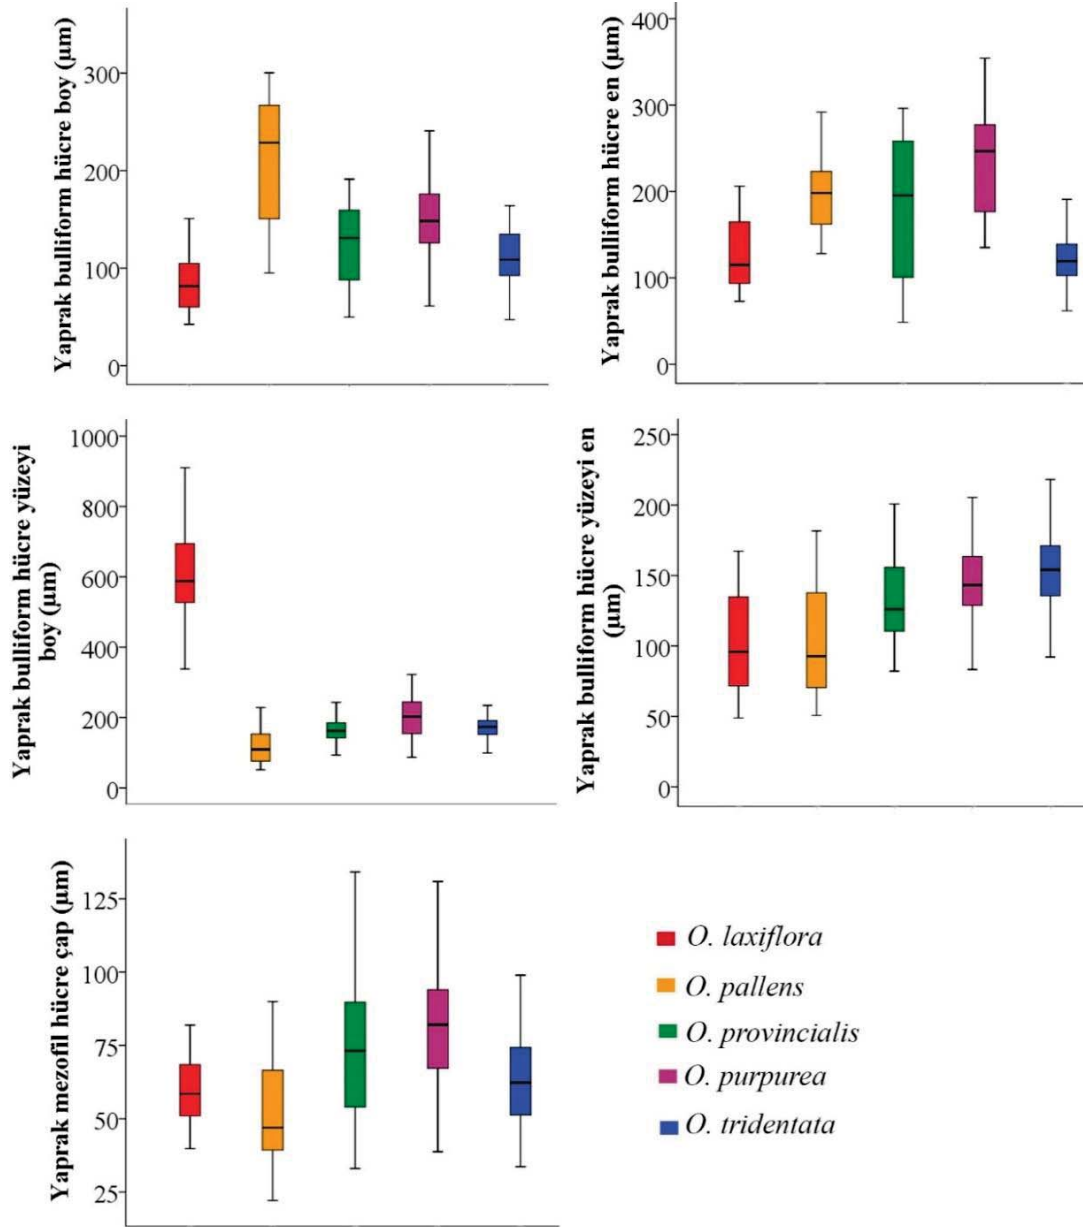 Yaprak bulliform hücre boy (μm)
300
200
100
0
Yaprak bulliform hücre en (μm)
400
300
200
100
0
Yaprak bulliform hücre yüzeyi
boy (μm)
1000
800
600
400
200
0
Yaprak bulliform hücre yüzeyi en
(μm)
250
200
150
100
50
0
Yaprak mezofil hücre çap (μm)
125
100
75
50
25
O. laxiflora
O. pallens
O. provincialis
O. purpurea
O. tridentata